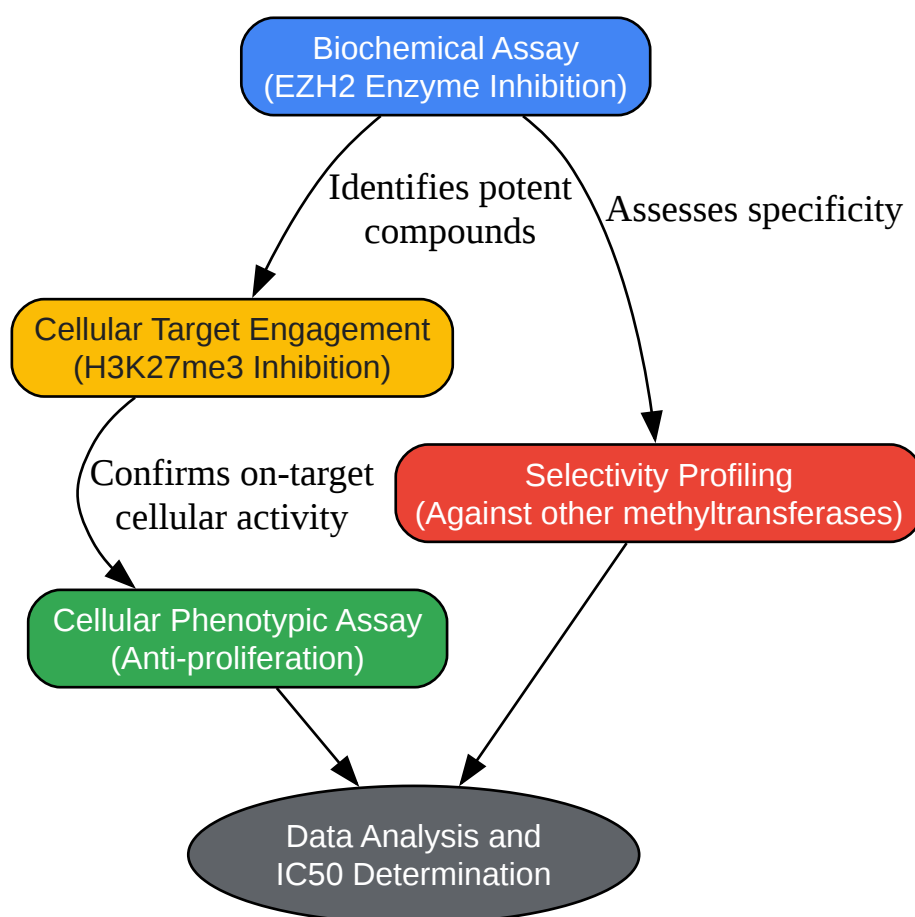 Biochemical Assay
(EZH2 Enzyme Inhibition)
Identifies potent
compounds
Assesses specificity
Cellular Target Engagement
(H3K27me3 Inhibition)
Confirms on-target
cellular activity
Selectivity Profiling
(Against other methyltransferases)
Cellular Phenotypic Assay
(Anti-proliferation)
Data Analysis and
IC50 Determination